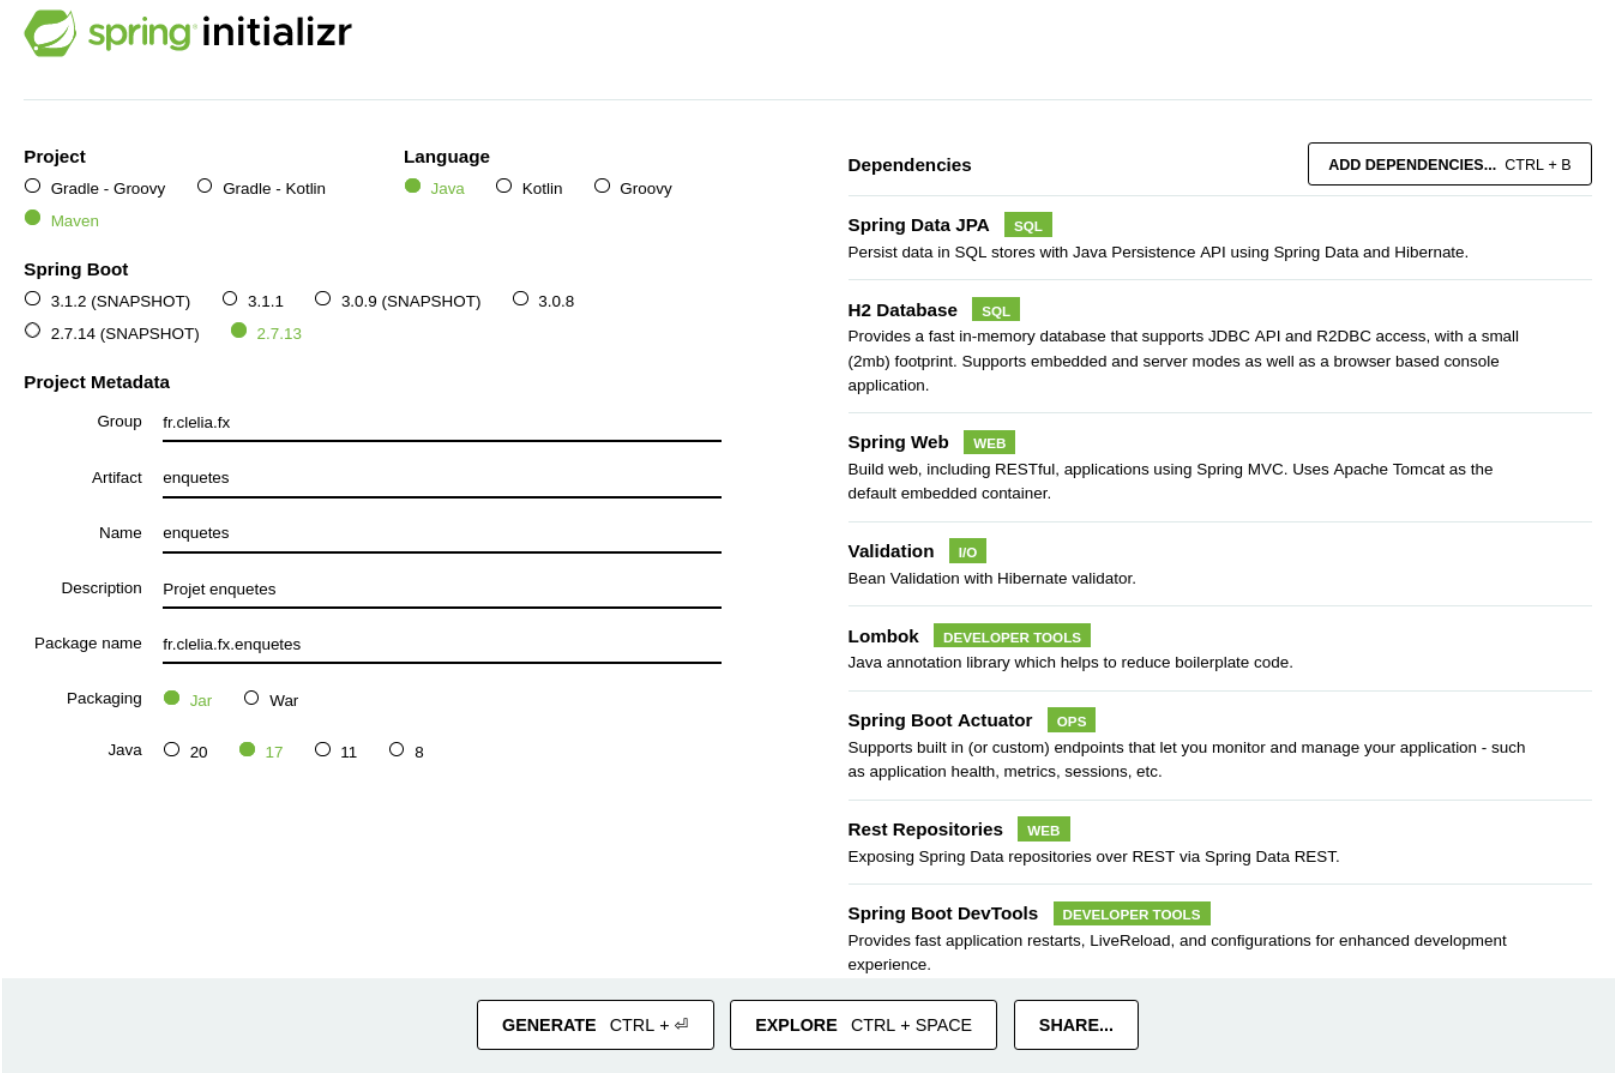 spring initializr
Project
Gradle - Groovy Gradle - Kotlin
Maven
Language
Java Kotlin Groovy
Spring Boot
3.1.2 (SNAPSHOT) 3.1.1 3.0.9 (SNAPSHOT) 3.0.8
2.7.14 (SNAPSHOT) 2.7.13
Project Metadata
Group fr.clelia.fx
Artifact enquetes
Name enquetes
Description Projet enquetes
Package name fr.clelia.fx.enquetes
Packaging Jar War
Java 20 17 11 8
Dependencies ADD DEPENDENCIES... CTRL + B
Spring Data JPA SQL
Persist data in SQL stores with Java Persistence API using Spring Data and Hibernate.
H2 Database SQL
Provides a fast in-memory database that supports JDBC API and R2DBC access, with a small
(2mb) footprint. Supports embedded and server modes as well as a browser based console
application.
Spring Web WEB
Build web, including RESTful, applications using Spring MVC. Uses Apache Tomcat as the
default embedded container.
Validation I/O
Bean Validation with Hibernate validator.
Lombok DEVELOPER TOOLS
Java annotation library which helps to reduce boilerplate code.
Spring Boot Actuator OPS
Supports built in (or custom) endpoints that let you monitor and manage your application - such
as application health, metrics, sessions, etc.
Rest Repositories WEB
Exposing Spring Data repositories over REST via Spring Data REST.
Spring Boot DevTools DEVELOPER TOOLS
Provides fast application restarts, LiveReload, and configurations for enhanced development
experience.
GENERATE CTRL + ⏎ EXPLORE CTRL + SPACE SHARE...